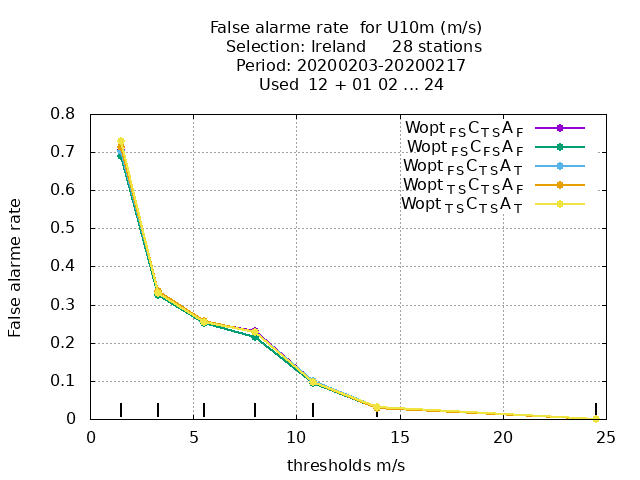 False alarme rate for U10m (m/s)
Selection: Ireland 28 stations
Period: 20200203-20200217
Used 12 + 01 02 ... 24
Wopt FS C TS A F
Wopt FS C FS A F
Wopt FS C TS A T
Wopt TS C TS A F
Wopt TS C TS A T
False alarme rate
0.8
0.7
0.6
0.5
0.4
0.3
0.2
0.1
0
0 5 10 15 20 25
thresholds m/s